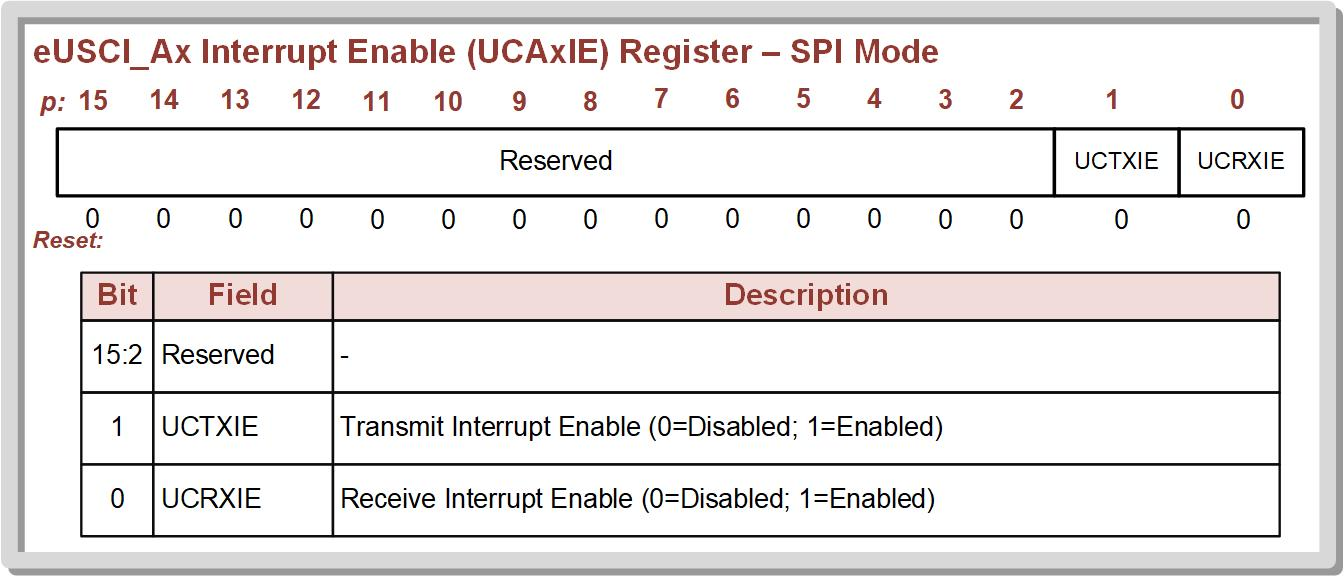 eUSCI_Ax Interrupt Enable (UCAxIE) Register – SPI Mode
p: 15 14 13 12 11 10 9 8 7 6 5 4 3 2 1 0
Reserved UCTXIE UCRXIE
0 0 0 0 0 0 0 0 0 0 0 0 0 0 0 0
Reset:
Bit Field Description
15:2 Reserved -
1 UCTXIE Transmit Interrupt Enable (0=Disabled; 1=Enabled)
0 UCRXIE Receive Interrupt Enable (0=Disabled; 1=Enabled)